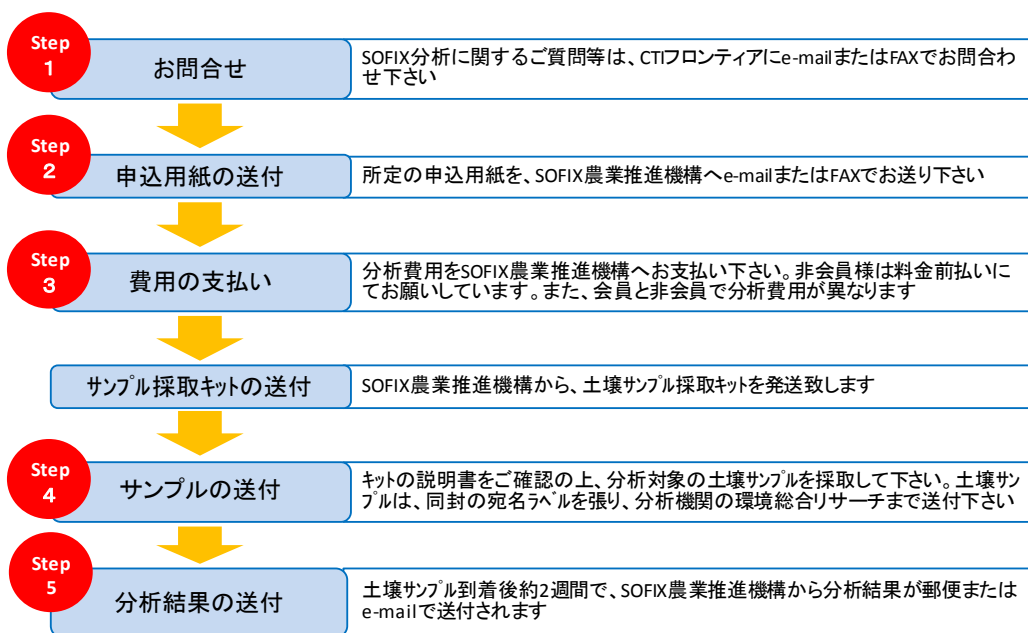 Step
1
お問合せ
SOFIX分析に関するご質問等は、CTIフロンティアにe-mailまたはFAXでお問合わ
せ下さい
Step
2
申込用紙の送付
所定の申込用紙を、SOFIX農業推進機構へe-mailまたはFAXでお送り下さい
Step
3
費用の支払い
分析費用をSOFIX農業推進機構へお支払い下さい。非会員様は料金前払いに
てお願いしています。また、会員と非会員で分析費用が異なります
サンプル採取キットの送付
SOFIX農業推進機構から、土壌サンプル採取キットを発送致します
Step
4
サンプルの送付
キットの説明書をご確認の上、分析対象の土壌サンプルを採取して下さい。土壌サン
プルは、同封の宛名ラベルを張り、分析機関の環境総合リサーチまで送付下さい
Step
5
分析結果の送付
土壌サンプル到着後約2週間で、SOFIX農業推進機構から分析結果が郵便または
e-mailで送付されます